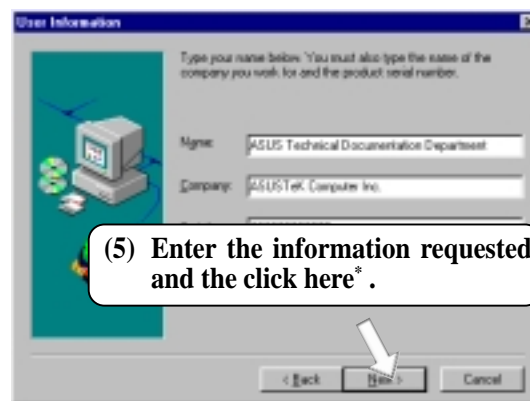 User Information
Type your name below. You must also type the name of the
company you work for and the product serial number.
Name: ASUS Technical Documentation Department
Company: ASUSTeK Computer Inc.
(5) Enter the information requested
and the click here* .
< Back Next > Cancel